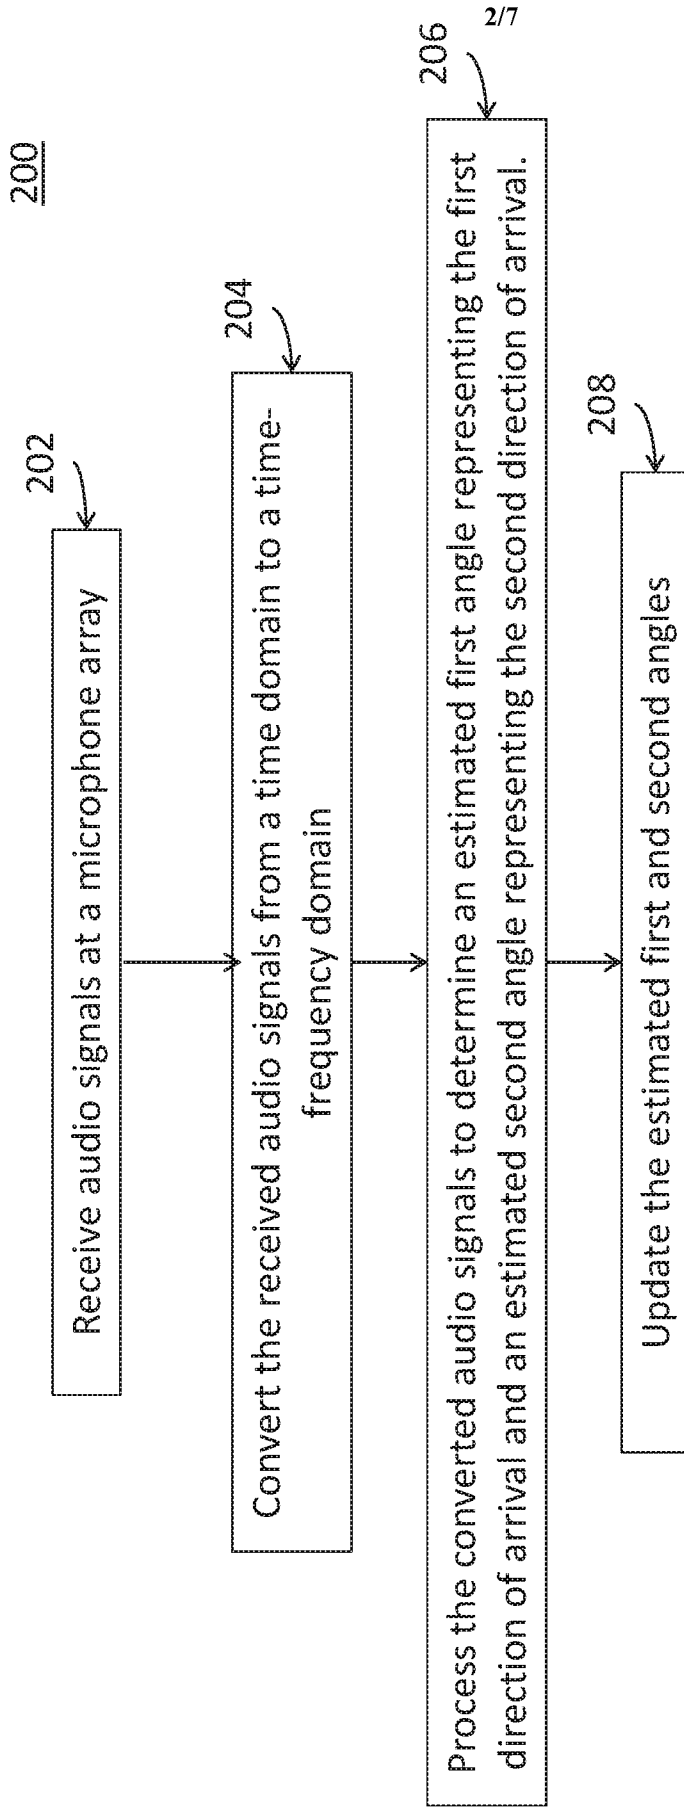 2/7
200
202
Receive audio signals at a microphone array
204
Convert the received audio signals from a time domain to a time-
frequency domain
206
Process the converted audio signals to determine an estimated first angle representing the first
direction of arrival and an estimated second angle representing the second direction of arrival.
208
Update the estimated first and second angles